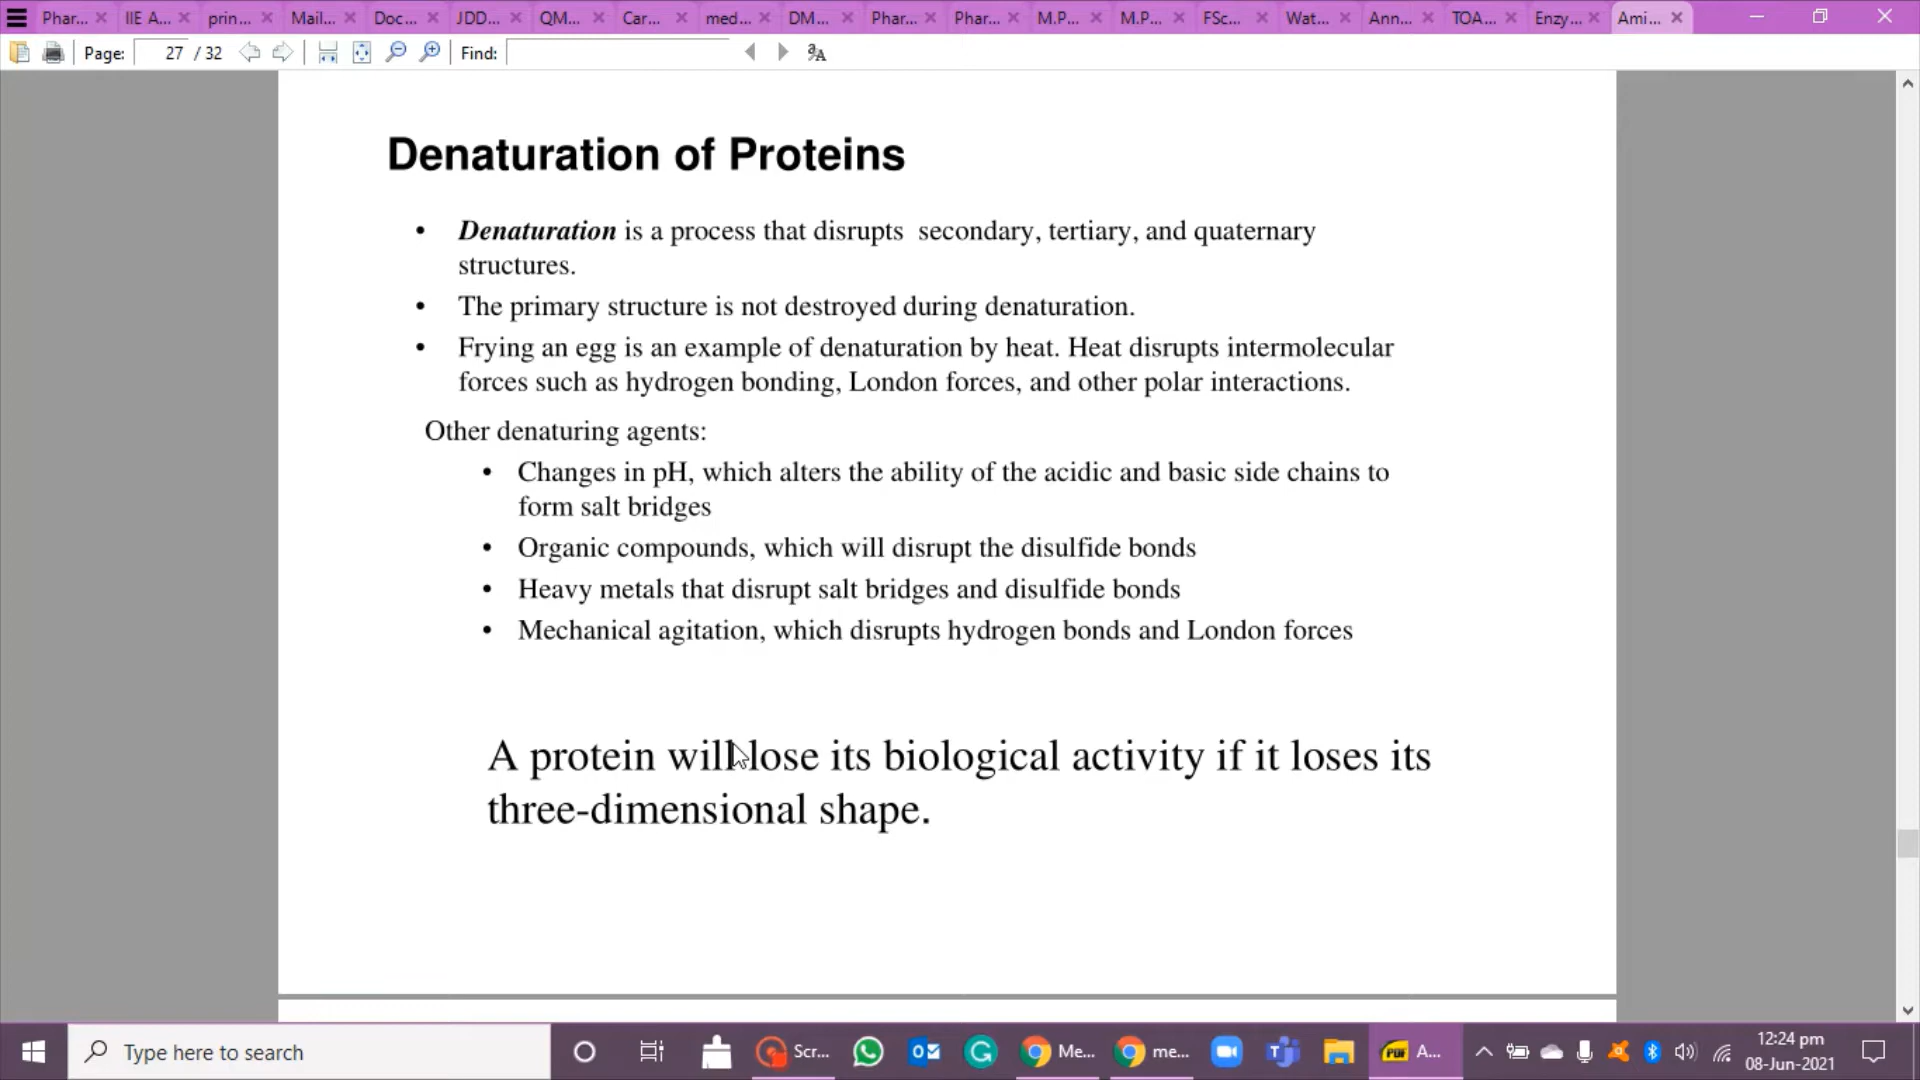 Phar... IIE A... prin... Mail... Doc... JDD... QM... Car... med... DM... Phar... Phar... M.P... M.P... FSc... Wat... Ann... TOA... Enzy... Ami...
Page: 27 / 32 Find:
Denaturation of Proteins
• Denaturation is a process that disrupts secondary, tertiary, and quaternary
structures.
• The primary structure is not destroyed during denaturation.
• Frying an egg is an example of denaturation by heat. Heat disrupts intermolecular
forces such as hydrogen bonding, London forces, and other polar interactions.
Other denaturing agents:
• Changes in pH, which alters the ability of the acidic and basic side chains to
form salt bridges
• Organic compounds, which will disrupt the disulfide bonds
• Heavy metals that disrupt salt bridges and disulfide bonds
• Mechanical agitation, which disrupts hydrogen bonds and London forces
A protein will lose its biological activity if it loses its
three-dimensional shape.
Type here to search Scr... Me... me... A... 12:24 pm
08-Jun-2021